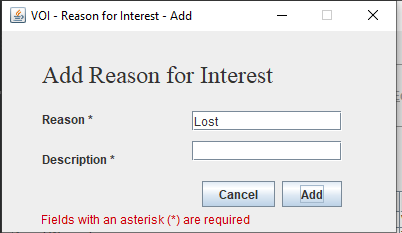 VOI - Reason for Interest - Add
Add Reason for Interest
Reason *
Lost
Description *
Cancel
Add
Fields with an asterisk (*) are required